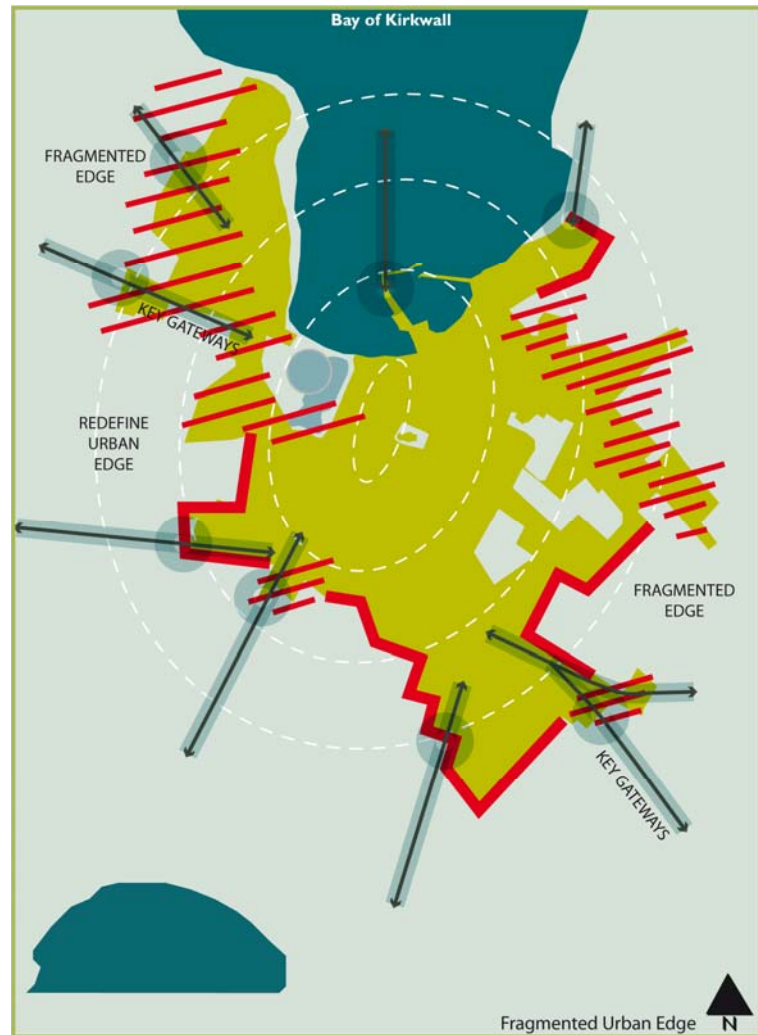 Bay of Kirkwall
FRAGMENTED
EDGE
KEY GATEWAYS
REDEFINE
URBAN
EDGE
FRAGMENTED
EDGE
KEY GATEWAYS
Fragmented Urban Edge
N